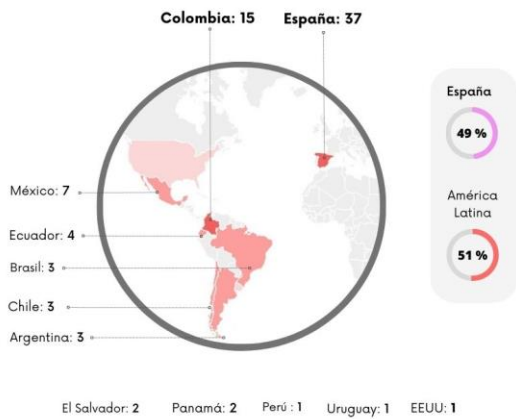 Colombia: 15 España: 37
España
49 %
México: 7
América
Latina
Ecuador: 4
51 %
Brasil: 3
Chile: 3
Argentina: 3
El Salvador: 2 Panamá: 2 Perú : 1 Uruguay: 1 EEUU: 1